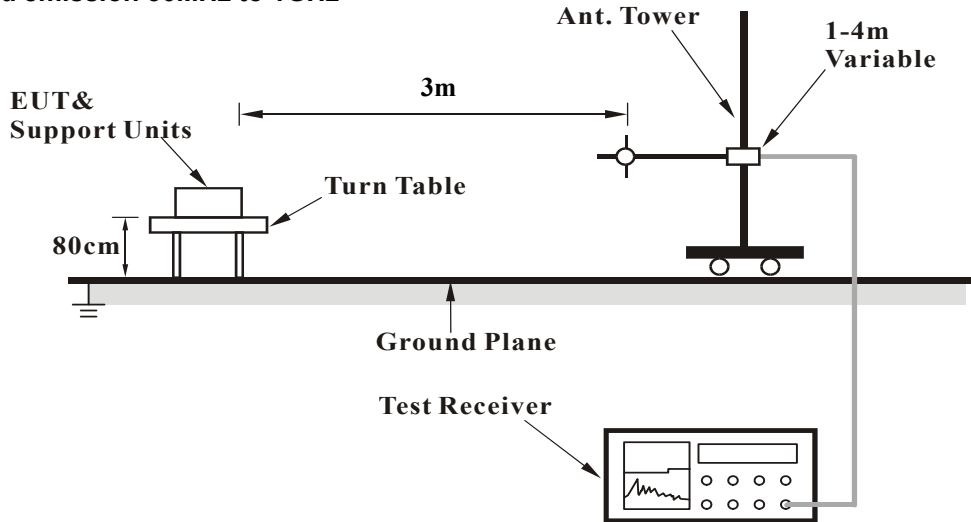 Ant. Tower
1-4m
Variable
3m
EUT&
Support Units
Turn Table
80cm
Ground Plane
Test Receiver